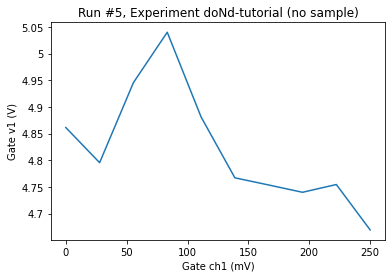 Run #5, Experiment doNd-tutorial (no sample)
5.05
5
4.95
4.9
4.85
4.8
4.75
4.7
Gate v1 (V)
0 50 100 150 200 250
Gate ch1 (mV)